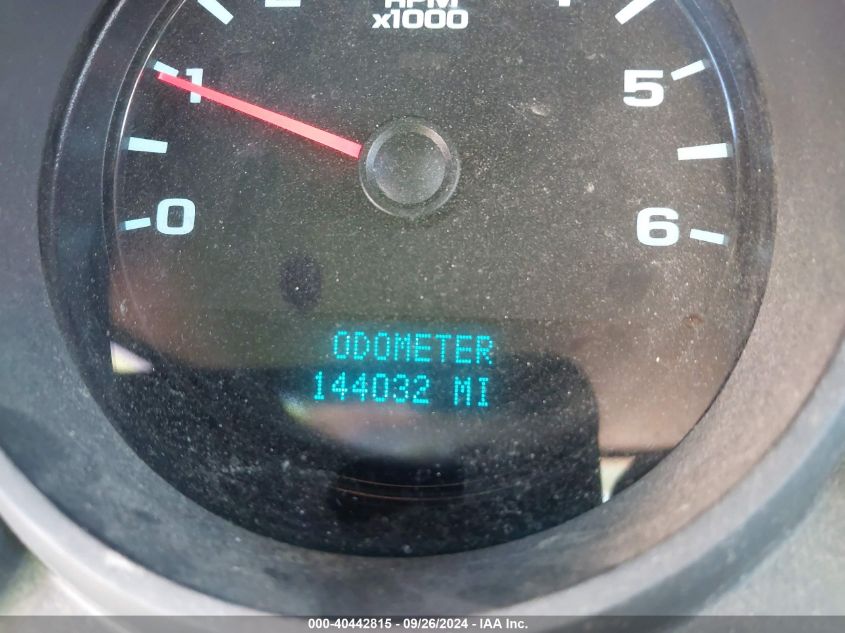 RPM
x1000
1
5
0
6
ODOMETER
144032 MI
000-40442815 - 09/26/2024 - IAA Inc.